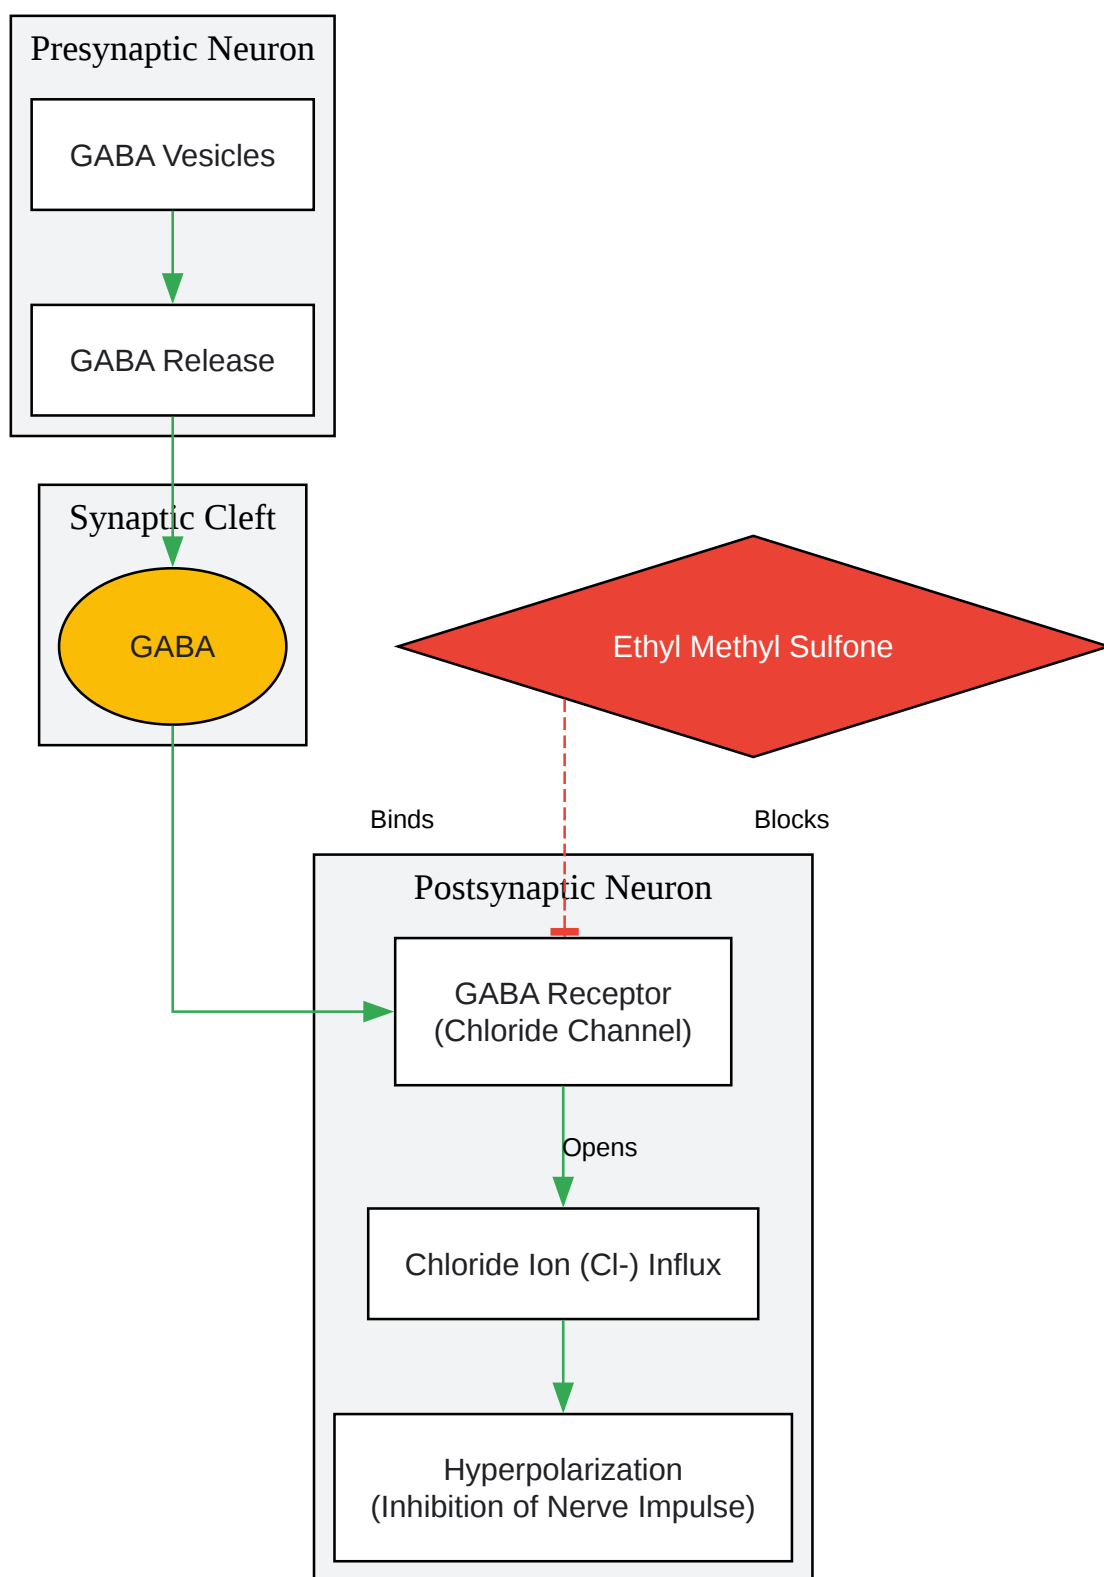 Presynaptic Neuron
GABA Vesicles
GABA Release
Synaptic Cleft
GABA
Ethyl Methyl Sulfone
Binds
Blocks
Postsynaptic Neuron
GABA Receptor
(Chloride Channel)
Opens
Chloride Ion (Cl-) Influx
Hyperpolarization
(Inhibition of Nerve Impulse)